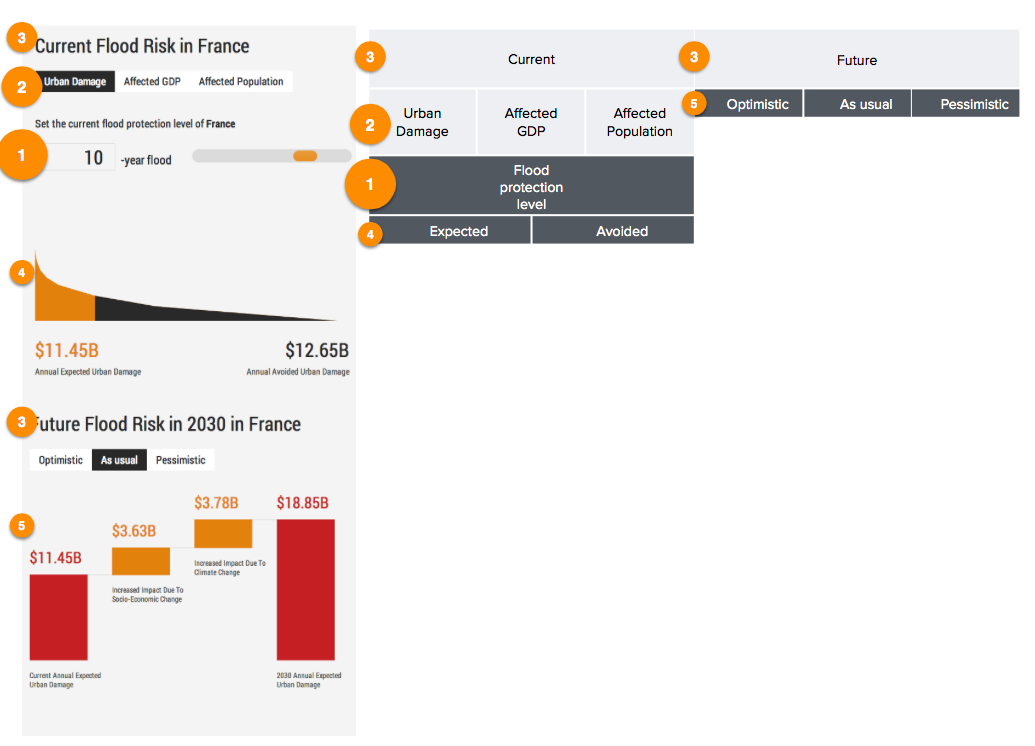 3
Current Flood Risk in France
2
Urban Damage Affected GDP Affected Population
Set the current flood protection level of France
1
10 -year flood
4
$11.45B $12.65B
Annual Expected Urban Damage Annual Avoided Urban Damage
3
Future Flood Risk in 2030 in France
Optimistic As usual Pessimistic
5
$11.45B
$3.63B
$3.78B
$18.85B
Increased Impact Due To
Climate Change
Increased Impact Due To
Socio-Economic Change
Current Annual Expected
Urban Damage
2030 Annual Expected
Urban Damage
3 Current
3 Future
5 Optimistic As usual Pessimistic
2
Urban
Damage
Affected
GDP
Affected
Population
1
Flood
protection
level
4 Expected Avoided